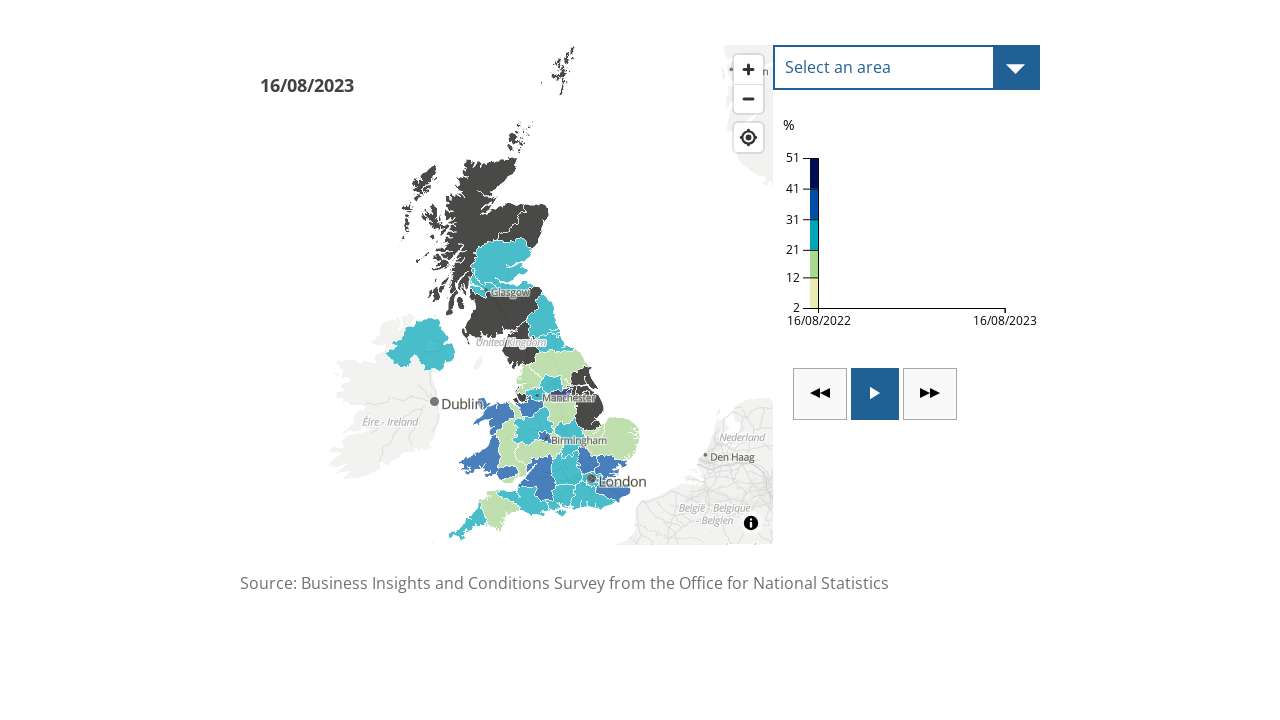 16/08/2023
Select an area
%
51
41
31
21
12
2
16/08/2022
16/08/2023
Glasgow
United Kingdom
Dublin
Manchester
Éire - Ireland
Birmingham
Nederland
Den Haag
London
België - Belgique
- Belgien
Source: Business Insights and Conditions Survey from the Office for National Statistics